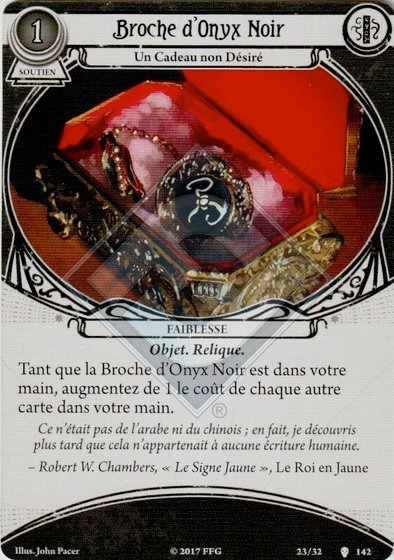 1
Broche d'Onyx Noir
SOUTIEN
Un Cadeau non Désiré
FAIBLESSE
Objet. Relique.
Tant que la Broche d'Onyx Noir est dans votre
main, augmentez de 1 le coût de chaque autre
carte dans votre main.
Ce n'était pas de l'arabe ni du chinois ; en fait, je découvris
plus tard que cela n'appartenait à aucune écriture humaine.
– Robert W. Chambers, « Le Signe Jaune », Le Roi en Jaune
®
Illus. John Pacer
© 2017 FFG
23/32
142